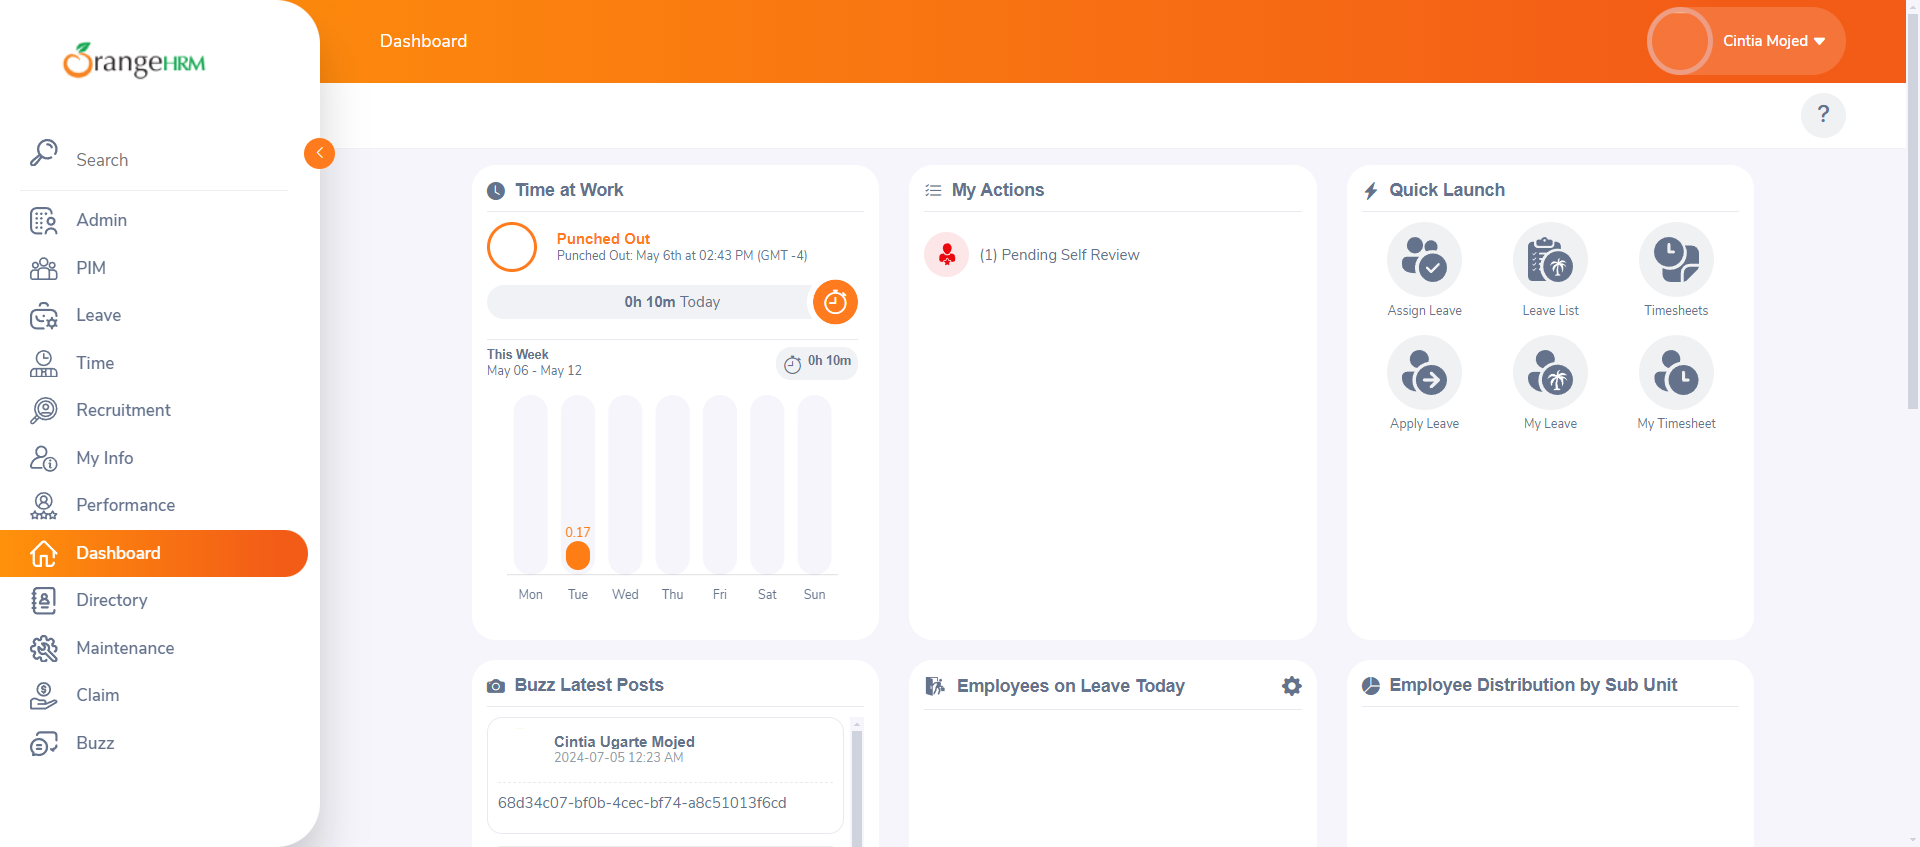 OrangeHRM
Search
Admin
PIM
Leave
Time
Recruitment
My Info
Performance
Dashboard
Directory
Maintenance
Claim
Buzz
Dashboard
Cintia Mojed
?
Time at Work
Punched Out
Punched Out: May 6th at 02:43 PM (GMT -4)
0h 10m Today
This Week
May 06 - May 12
0h 10m
0.17
Mon Tue Wed Thu Fri Sat Sun
My Actions
(1) Pending Self Review
Quick Launch
Assign Leave
Leave List
Timesheets
Apply Leave
My Leave
My Timesheet
Buzz Latest Posts
Cintia Ugarte Mojed
2024-07-05 12:23 AM
68d34c07-bf0b-4cec-bf74-a8c51013f6cd
Employees on Leave Today
Employee Distribution by Sub Unit